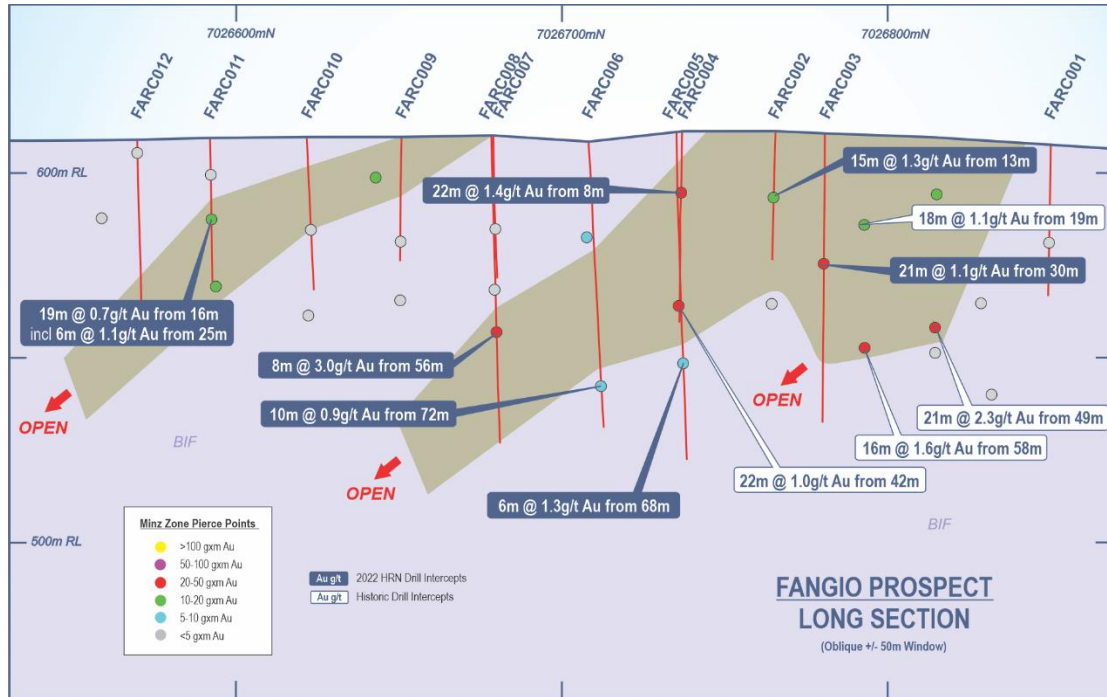 7026600mN
7026700mN
7026800mN
FARC012
FARC011
FARC010
FARC009
FARC008
FARC007
FARC006
FARC005
FARC004
FARC002
FARC003
FARC001
600m RL
22m @ 1.4g/t Au from 8m
15m @ 1.3g/t Au from 13m
18m @ 1.1g/t Au from 19m
21m @ 1.1g/t Au from 30m
19m @ 0.7g/t Au from 16m
incl 6m @ 1.1g/t Au from 25m
8m @ 3.0g/t Au from 56m
10m @ 0.9g/t Au from 72m
21m @ 2.3g/t Au from 49m
16m @ 1.6g/t Au from 58m
22m @ 1.0g/t Au from 42m
6m @ 1.3g/t Au from 68m
OPEN
OPEN
OPEN
BIF
BIF
500m RL
Minz Zone Pierce Points
>100 gxm Au
50-100 gxm Au
20-50 gxm Au
10-20 gxm Au
5-10 gxm Au
<5 gxm Au
Au g/t 2022 HRN Drill Intercepts
Au g/t Historic Drill Intercepts
FANGIO PROSPECT
LONG SECTION
(Oblique +/- 50m Window)